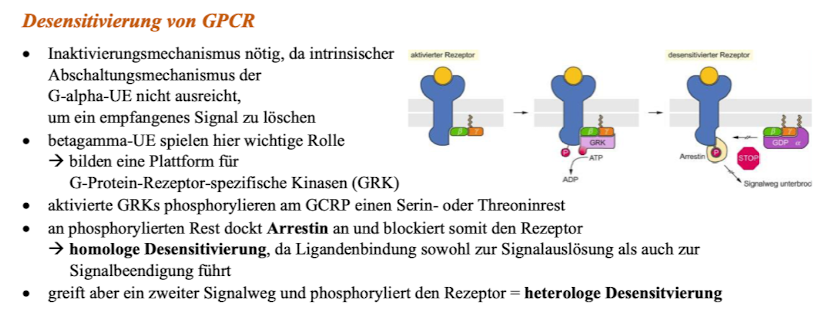 Desensitivierung von GPCR
• Inaktivierungsmechanismus nötig, da intrinsischer
Abschaltungsmechanismus der
G-alpha-UE nicht ausreicht,
um ein empfangenes Signal zu löschen
• betagamma-UE spielen hier wichtige Rolle
→ bilden eine Plattform für
G-Protein-Rezeptor-spezifische Kinasen (GRK)
• aktivierte GRKs phosphorylieren am GCRP einen Serin- oder Threoninrest
• an phosphorylierten Rest dockt Arrestin an und blockiert somit den Rezeptor
→ homologe Desensitivierung, da Ligandenbindung sowohl zur Signalauslösung als auch zur
Signalbeendigung führt
• greift aber ein zweiter Signalweg und phosphoryliert den Rezeptor = heterologe Desensitvierung
aktivierter Rezeptor
β γ
β γ
GRK
P
ATP
ADP
desensitivierter Rezeptor
β γ
GDP α
Arrestin
P
STOP
Signalweg unterbroc